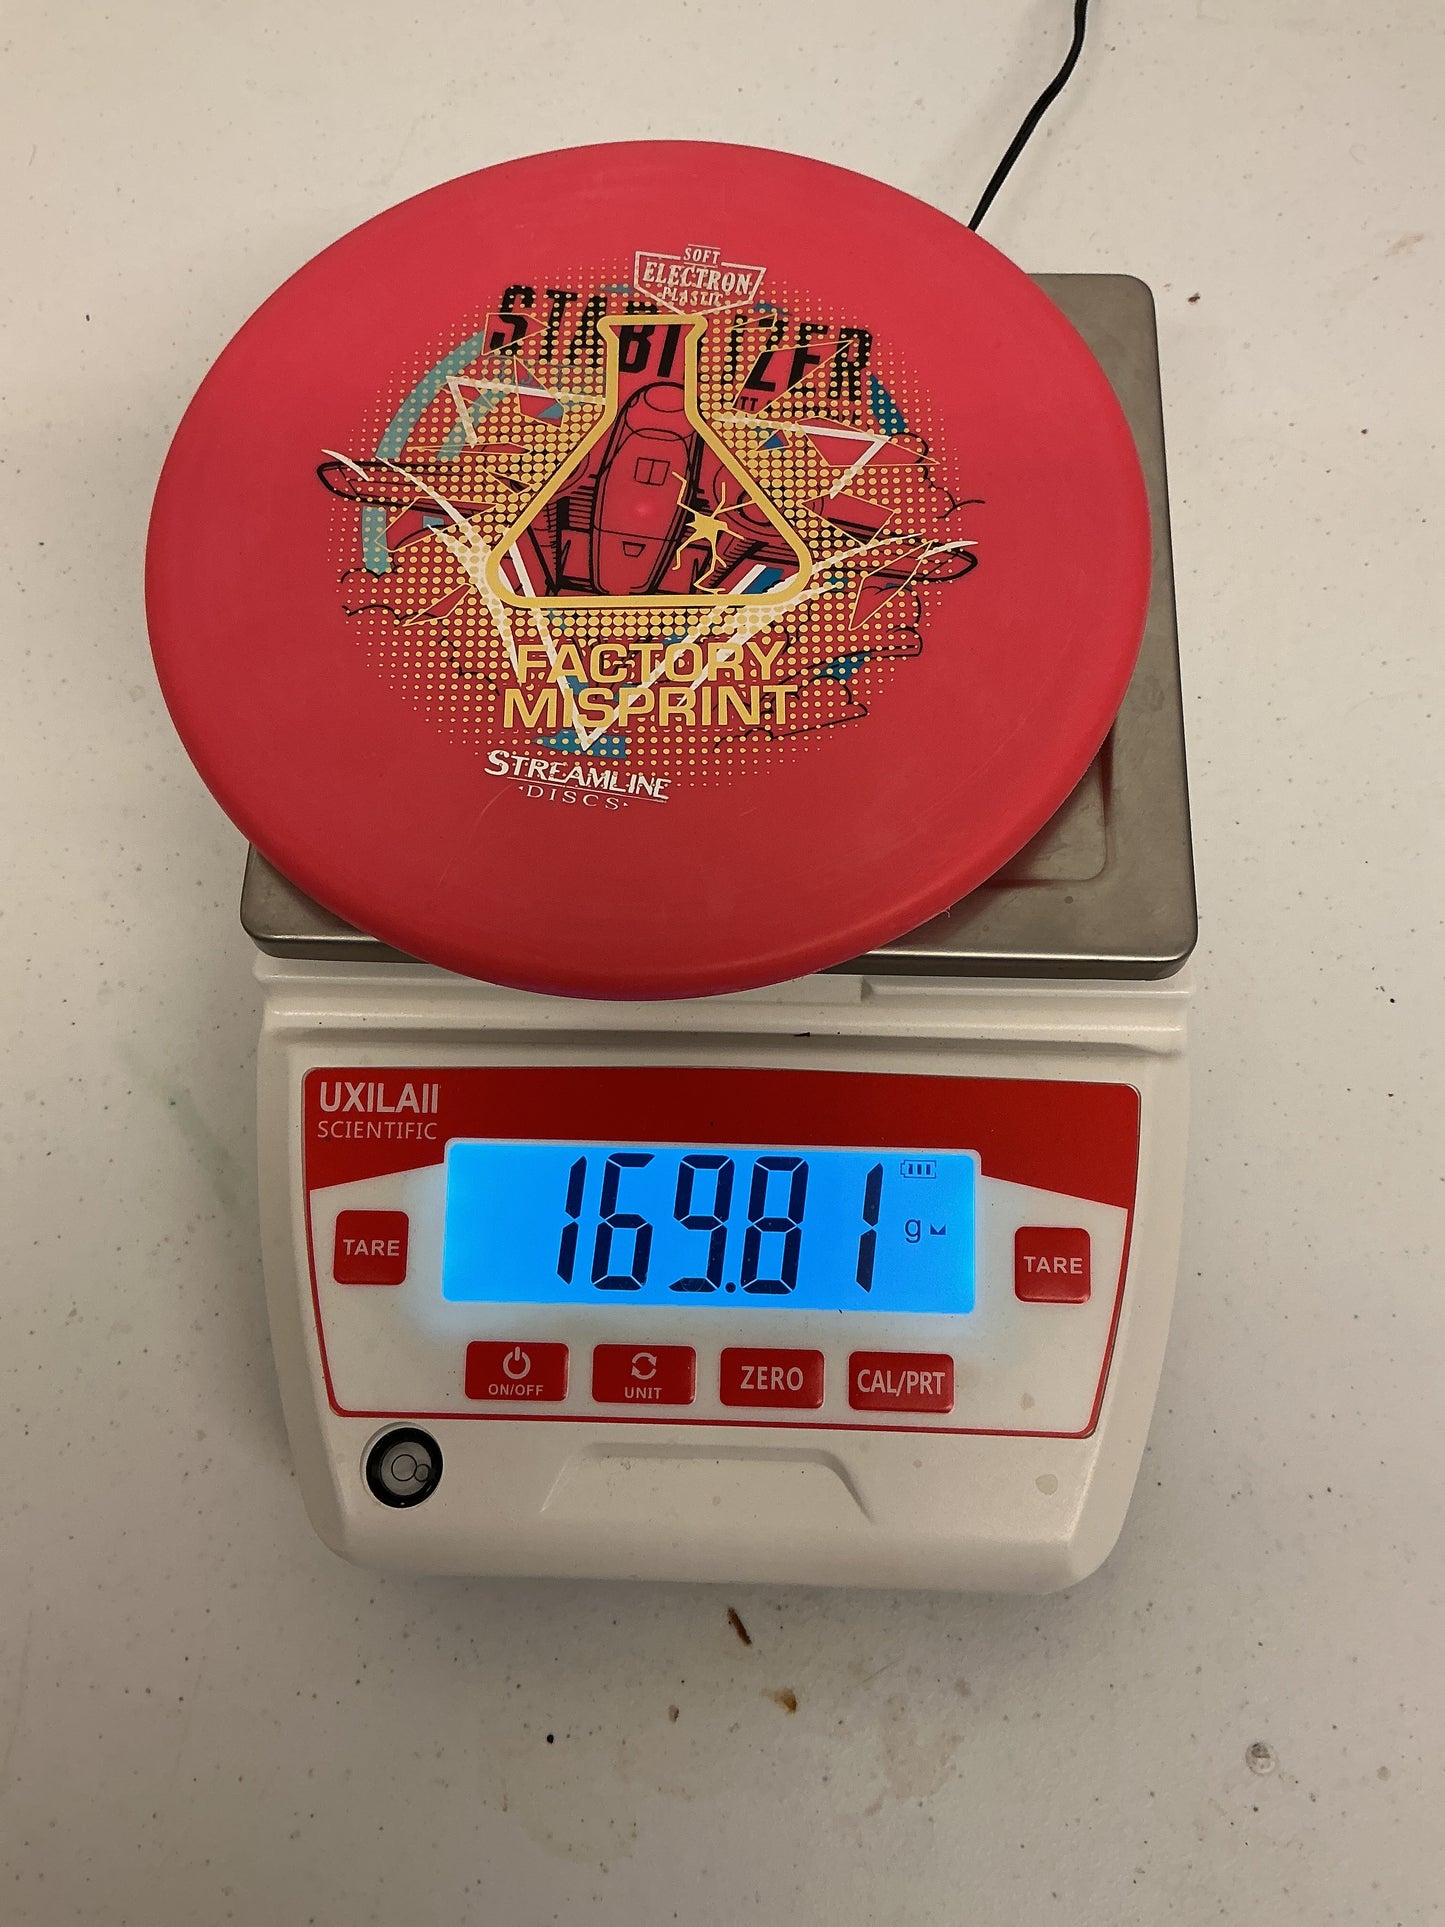 SOFT
ELECTRON
PLASTIC
STABILIZER
FACTORY
MISPRINT
STREAMLINE
DISCS
UXILAII
SCIENTIFIC
169.81 g
TARE
TARE
ON/OFF
UNIT
ZERO
CAL/PRT